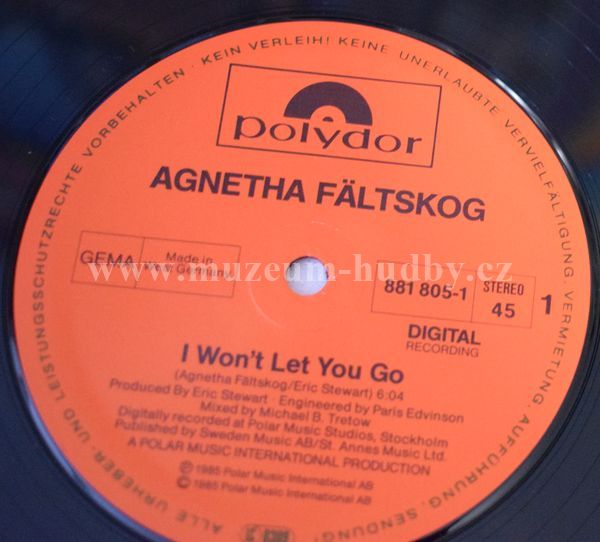 ALLE URHEBER- UND LEISTUNGSSCHUTZRECHTE VORBEHALTEN · KEIN VERLEIH! KEINE UNERLAUBTE VERVIELFÄLTIGUNG, VERMIETUNG, AUFFÜHRUNG, SENDUNG!
polydor
AGNETHA FÄLTSKOG
GEMA
Made in
West Germany
www.muzeum-hudby.cz
881 805-1
STEREO
45
1
DIGITAL
RECORDING
I Won't Let You Go
(Agnetha Fältskog/Eric Stewart) 6:04
Produced By Eric Stewart · Engineered by Paris Edvinson
Mixed by Michael B. Tretow
Digitally recorded at Polar Music Studios, Stockholm
Published by Sweden Music AB/St. Annes Music Ltd.
A POLAR MUSIC INTERNATIONAL PRODUCTION
Ⓟ 1985 Polar Music International AB
© 1985 Polar Music International AB